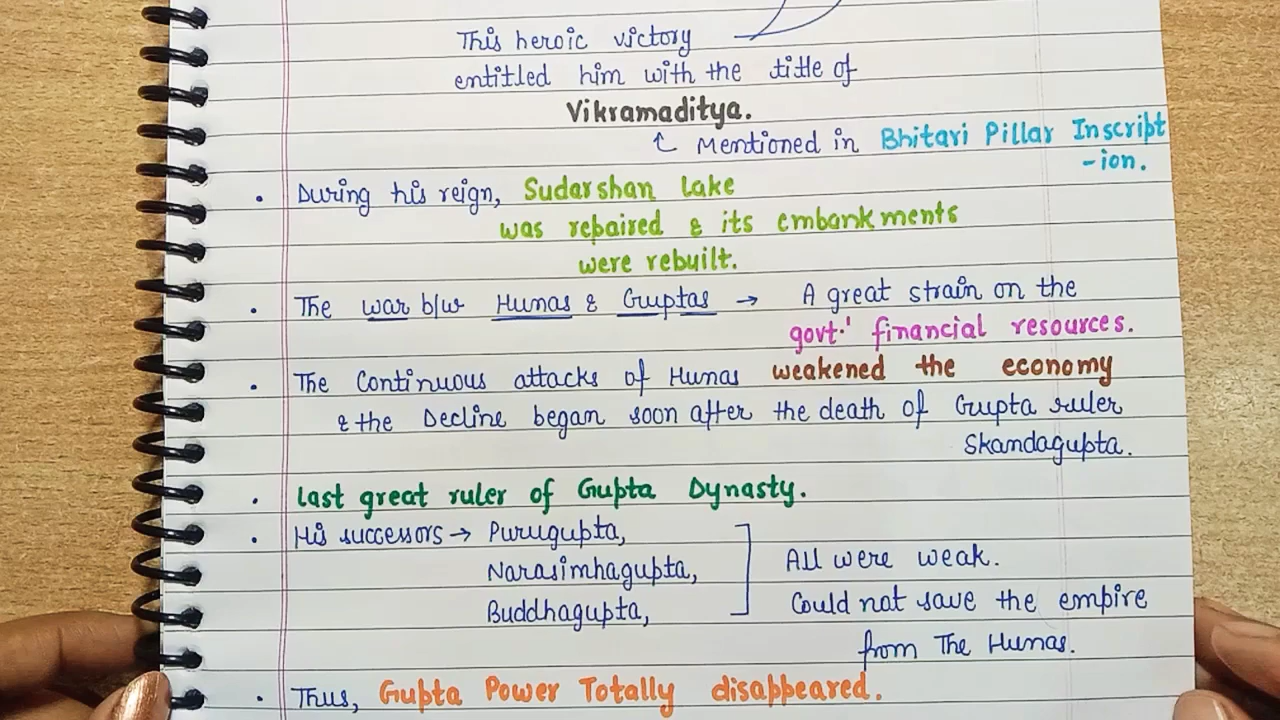 This heroic victory
entitled him with the title of
Vikramaditya.
Mentioned in Bhitari Pillar Inscript
-ion.
• During his reign, Sudarshan Lake
was repaired & its embankments
were rebuilt.
• The war b/w Hunas & Guptas → A great strain on the
govt.' financial resources.
• The Continuous attacks of Hunas weakened the economy
& the Decline began soon after the death of Gupta ruler
Skandagupta.
• Last great ruler of Gupta Dynasty.
• His successors → Purugupta,
Narasimhagupta, All were weak.
Buddhagupta, Could not save the empire
from The Hunas.
• Thus, Gupta Power Totally disappeared.